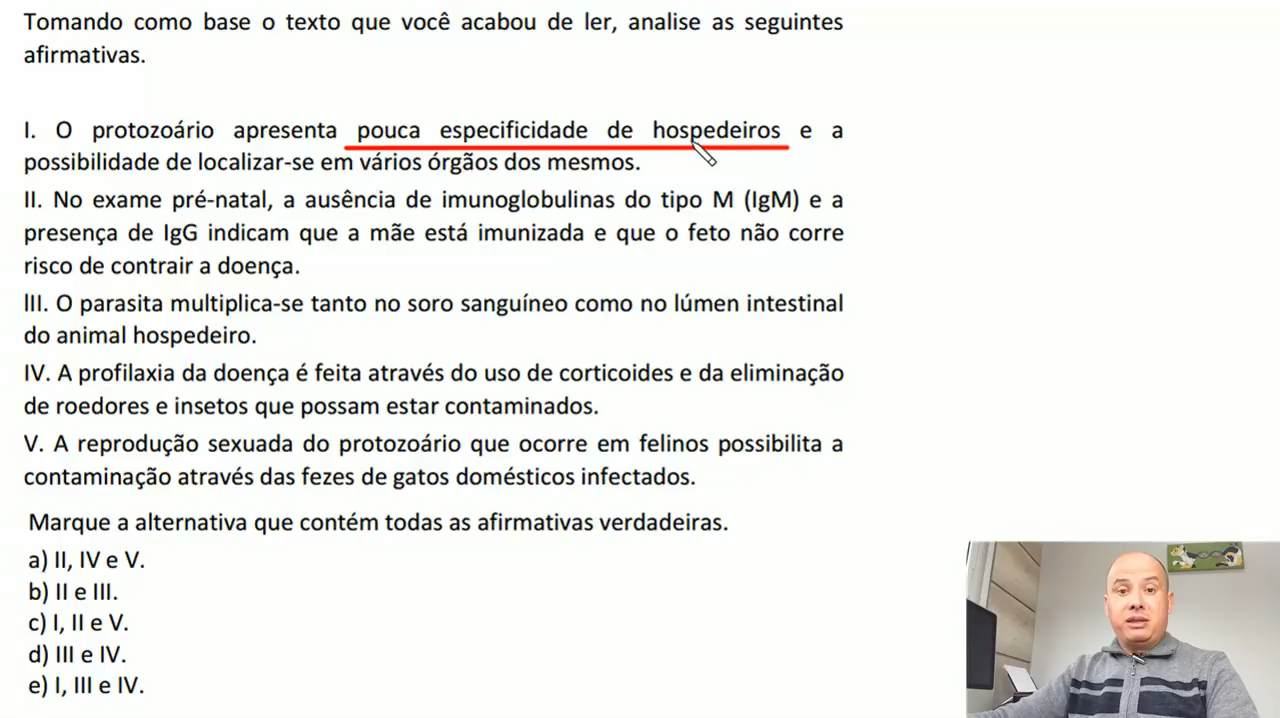 Tomando como base o texto que você acabou de ler, analise as seguintes
afirmativas.
I. O protozoário apresenta pouca especificidade de hospedeiros e a
possibilidade de localizar-se em vários órgãos dos mesmos.
II. No exame pré-natal, a ausência de imunoglobulinas do tipo M (IgM) e a
presença de IgG indicam que a mãe está imunizada e que o feto não corre
risco de contrair a doença.
lII. O parasita multiplica-se tanto no soro sanguíneo como no lúmen intestinal
do animal hospedeiro.
IV. A profilaxia da doença é feita através do uso de corticoides e da eliminação
de roedores e insetos que possam estar contaminados.
V. A reprodução sexuada do protozoário que ocorre em felinos possibilita a
contaminação através das fezes de gatos domésticos infectados.
Marque a alternativa que contém todas as afirmativas verdadeiras.
a) II, IV e V.
b) II e III.
c) I, II e V.
d) III e IV.
e) I, III e IV.